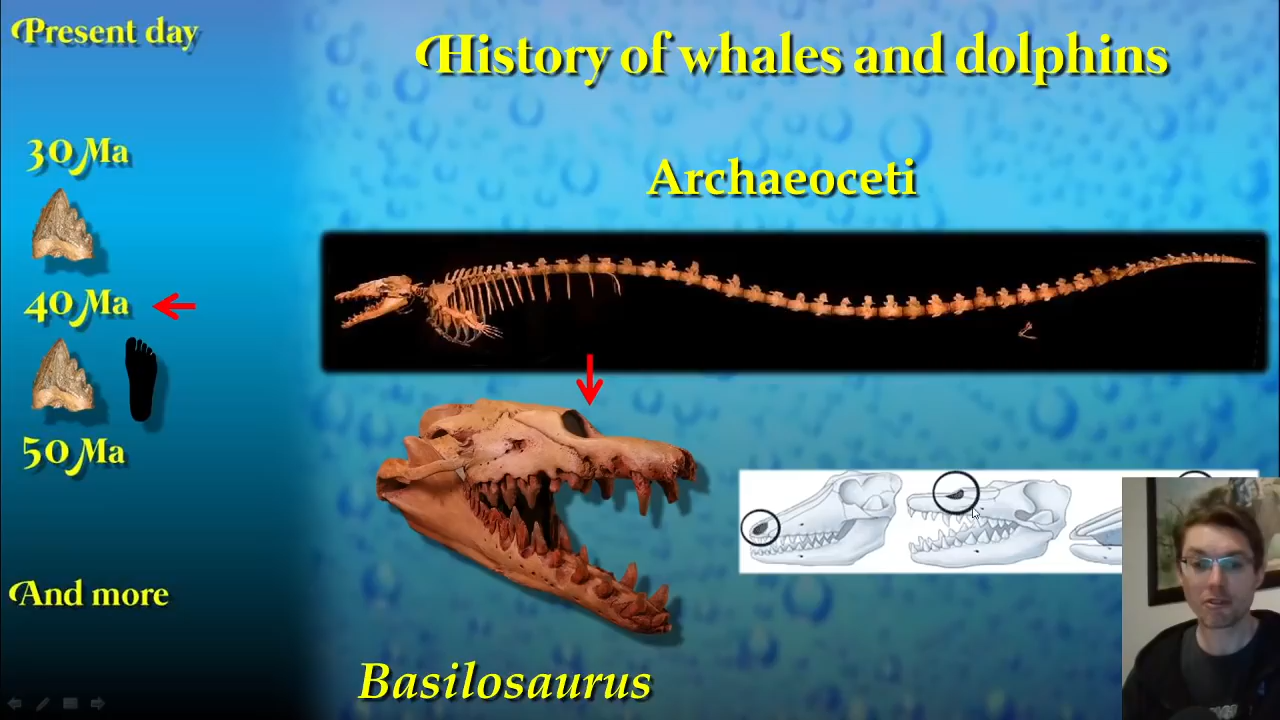 Present day
History of whales and dolphins
30 Ma
Archaeoceti
40 Ma
50 Ma
And more
Basilosaurus